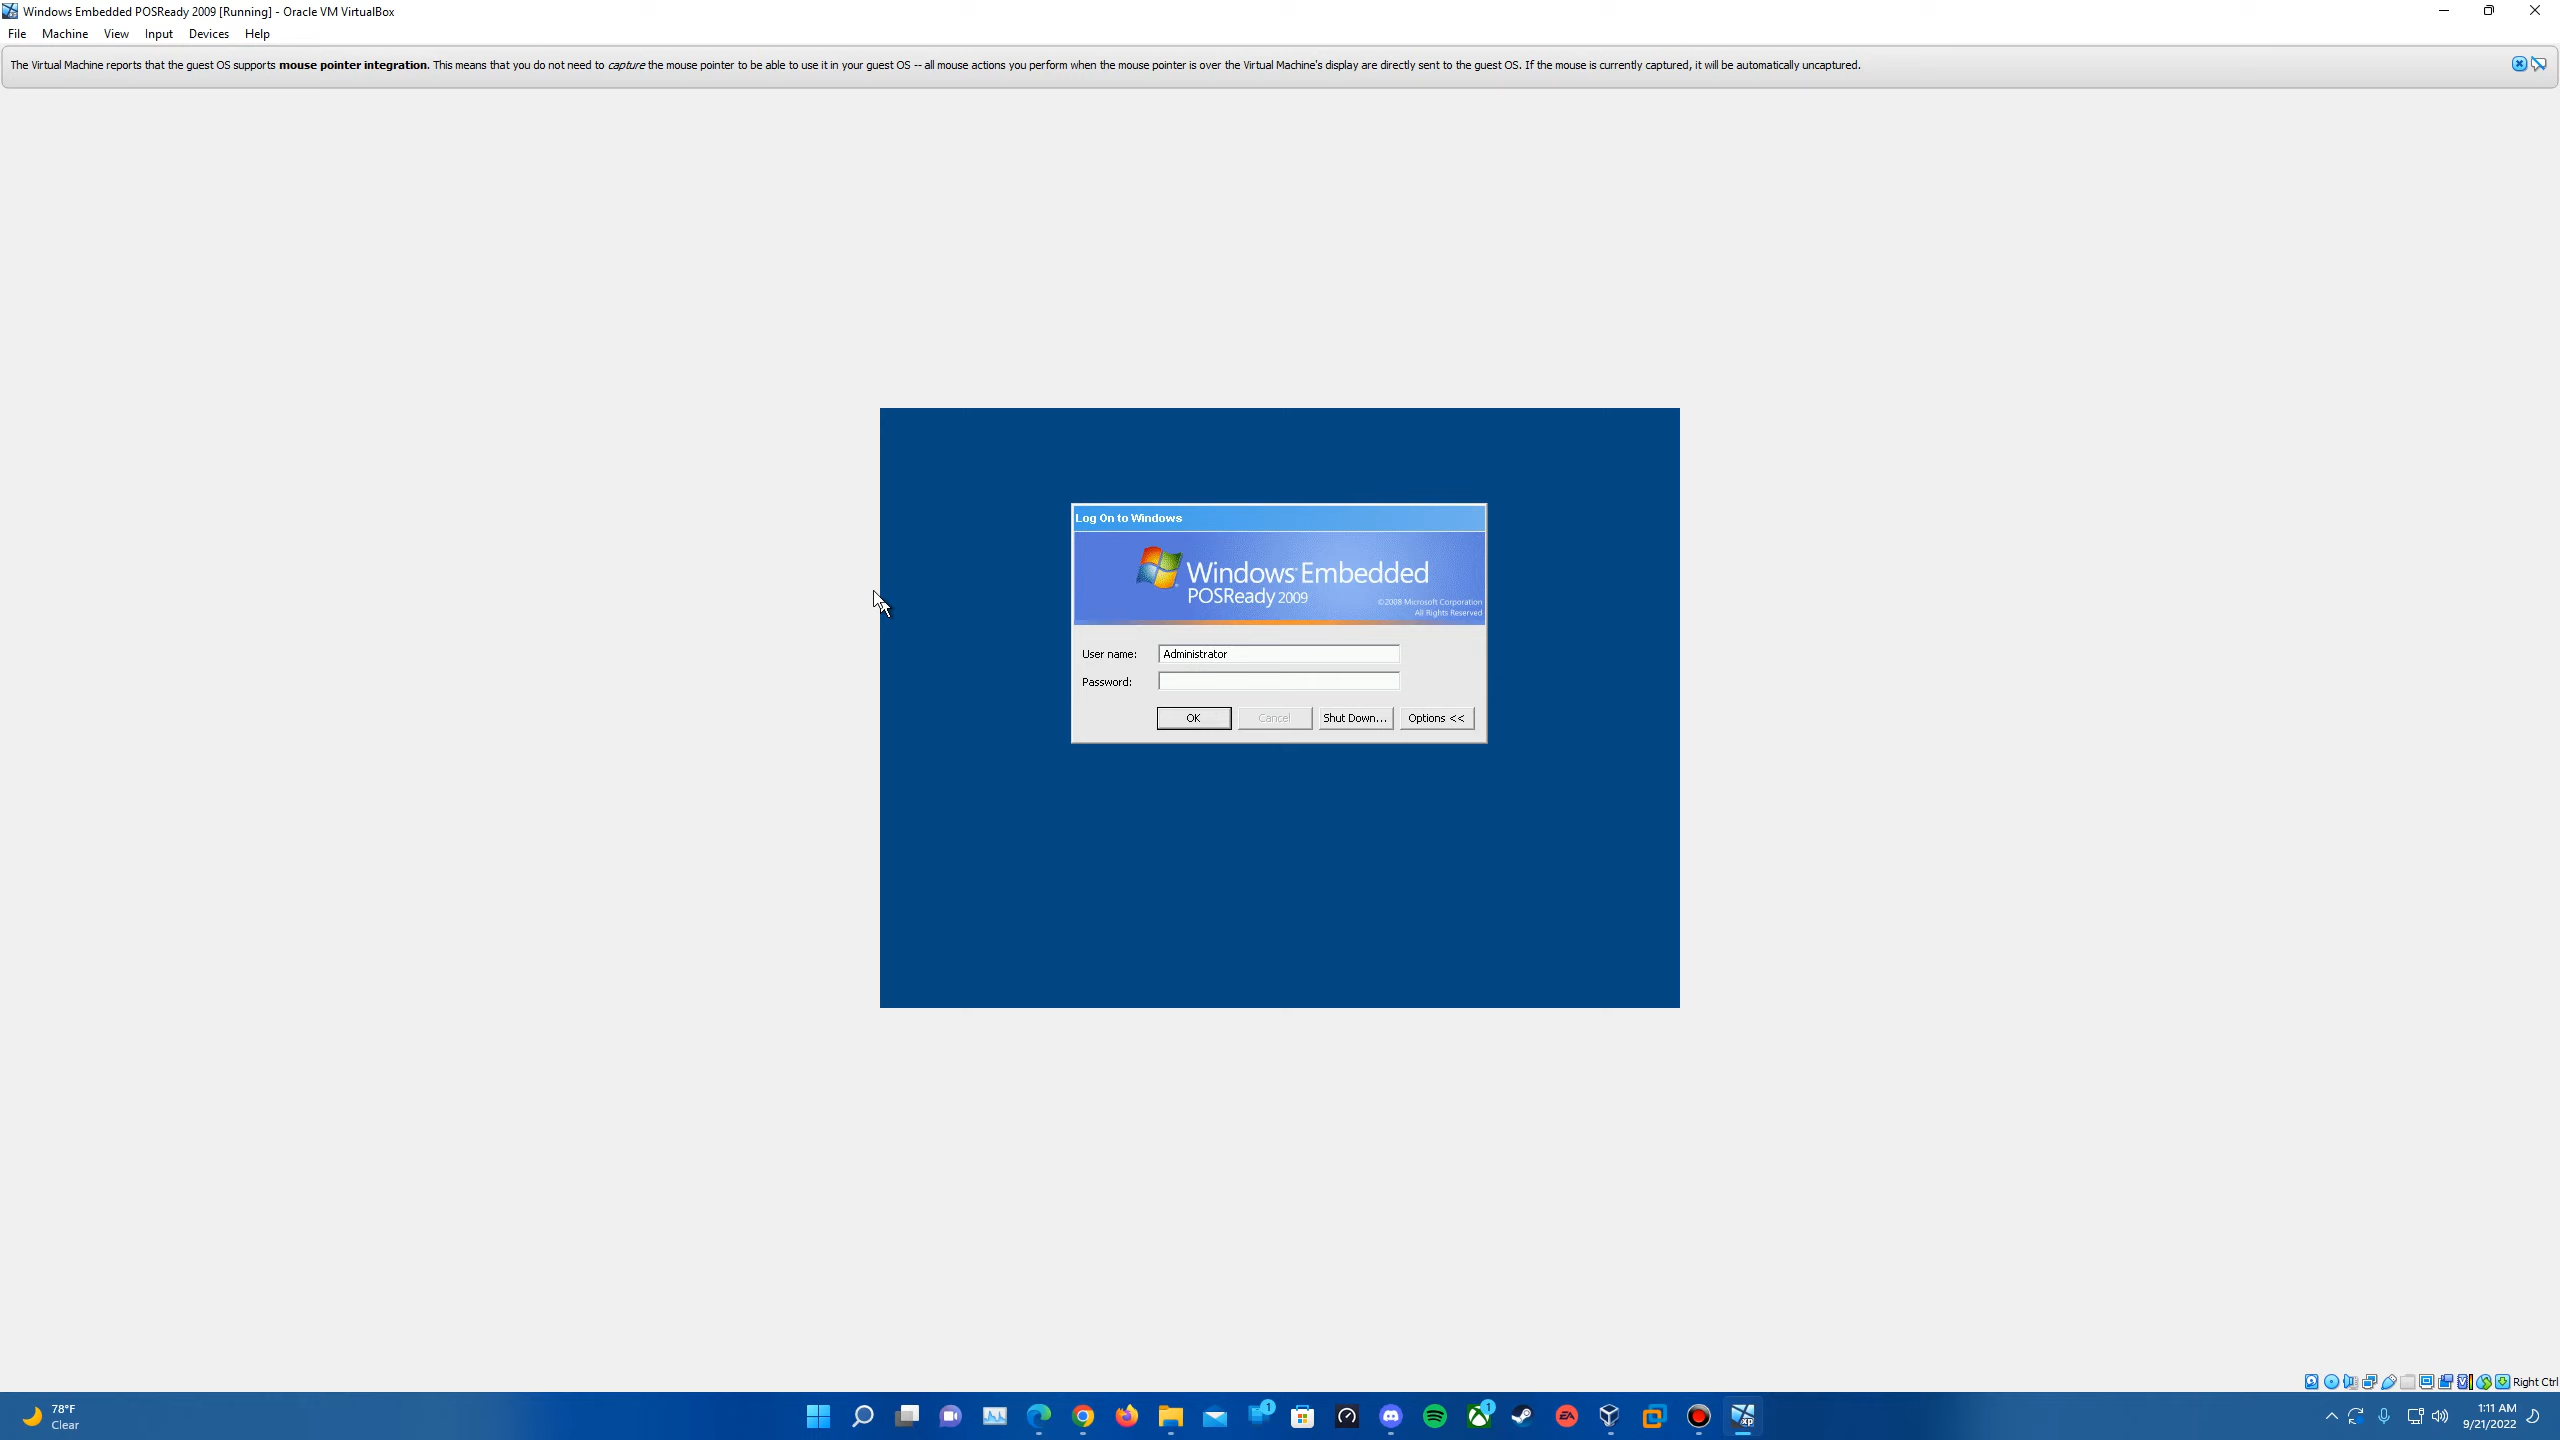 Windows Embedded POSReady 2009 [Running] - Oracle VM VirtualBox
File Machine View Input Devices Help
The Virtual Machine reports that the guest OS supports mouse pointer integration. This means that you do not need to capture the mouse pointer to be able to use it in your guest OS -- all mouse actions you perform when the mouse pointer is over the Virtual Machine's display are directly sent to the guest OS. If the mouse is currently captured, it will be automatically uncaptured.
Log On to Windows
Windows Embedded
POSReady 2009
©2008 Microsoft Corporation
All Rights Reserved
User name: Administrator
Password:
OK Cancel Shut Down... Options <<
Right Ctrl
78°F
Clear
1
1
EA
xp
1:11 AM
9/21/2022